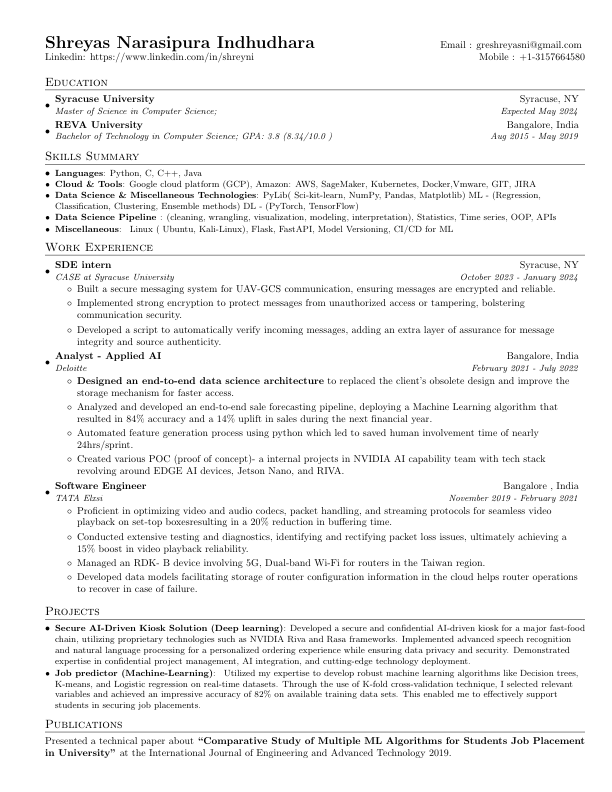 Shreyas Narasipura Indhudhara
Email : greshreyasni@gmail.com
Linkedin: https://www.linkedin.com/in/shreyni
Mobile : +1-3157664580
Education
• Syracuse University
Syracuse, NY
Master of Science in Computer Science;
Expected May 2024
• REVA University
Bangalore, India
Bachelor of Technology in Computer Science; GPA: 3.8 (8.34/10.0 )
Aug 2015 - May 2019
Skills Summary
• Languages: Python, C, C++, Java
• Cloud & Tools: Google cloud platform (GCP), Amazon: AWS, SageMaker, Kubernetes, Docker,Vmware, GIT, JIRA
• Data Science & Miscellaneous Technologies: PyLib( Sci-kit-learn, NumPy, Pandas, Matplotlib) ML - (Regression,
Classification, Clustering, Ensemble methods) DL - (PyTorch, TensorFlow)
• Data Science Pipeline : (cleaning, wrangling, visualization, modeling, interpretation), Statistics, Time series, OOP, APIs
• Miscellaneous: Linux ( Ubuntu, Kali-Linux), Flask, FastAPI, Model Versioning, CI/CD for ML
Work Experience
• SDE intern
Syracuse, NY
CASE at Syracuse University
October 2023 - January 2024
◦ Built a secure messaging system for UAV-GCS communication, ensuring messages are encrypted and reliable.
◦ Implemented strong encryption to protect messages from unauthorized access or tampering, bolstering
communication security.
◦ Developed a script to automatically verify incoming messages, adding an extra layer of assurance for message
integrity and source authenticity.
• Analyst - Applied AI
Bangalore, India
Deloitte
February 2021 - July 2022
◦ Designed an end-to-end data science architecture to replaced the client's obsolete design and improve the
storage mechanism for faster access.
◦ Analyzed and developed an end-to-end sale forecasting pipeline, deploying a Machine Learning algorithm that
resulted in 84% accuracy and a 14% uplift in sales during the next financial year.
◦ Automated feature generation process using python which led to saved human involvement time of nearly
24hrs/sprint.
◦ Created various POC (proof of concept)- a internal projects in NVIDIA AI capability team with tech stack
revolving around EDGE AI devices, Jetson Nano, and RIVA.
• Software Engineer
Bangalore , India
TATA Elxsi
November 2019 - February 2021
◦ Proficient in optimizing video and audio codecs, packet handling, and streaming protocols for seamless video
playback on set-top boxesresulting in a 20% reduction in buffering time.
◦ Conducted extensive testing and diagnostics, identifying and rectifying packet loss issues, ultimately achieving a
15% boost in video playback reliability.
◦ Managed an RDK- B device involving 5G, Dual-band Wi-Fi for routers in the Taiwan region.
◦ Developed data models facilitating storage of router configuration information in the cloud helps router operations
to recover in case of failure.
Projects
• Secure AI-Driven Kiosk Solution (Deep learning): Developed a secure and confidential AI-driven kiosk for a major fast-food
chain, utilizing proprietary technologies such as NVIDIA Riva and Rasa frameworks. Implemented advanced speech recognition
and natural language processing for a personalized ordering experience while ensuring data privacy and security. Demonstrated
expertise in confidential project management, AI integration, and cutting-edge technology deployment.
• Job predictor (Machine-Learning): Utilized my expertise to develop robust machine learning algorithms like Decision trees,
K-means, and Logistic regression on real-time datasets. Through the use of K-fold cross-validation technique, I selected relevant
variables and achieved an impressive accuracy of 82% on available training data sets. This enabled me to effectively support
students in securing job placements.
Publications
Presented a technical paper about “Comparative Study of Multiple ML Algorithms for Students Job Placement
in University” at the International Journal of Engineering and Advanced Technology 2019.